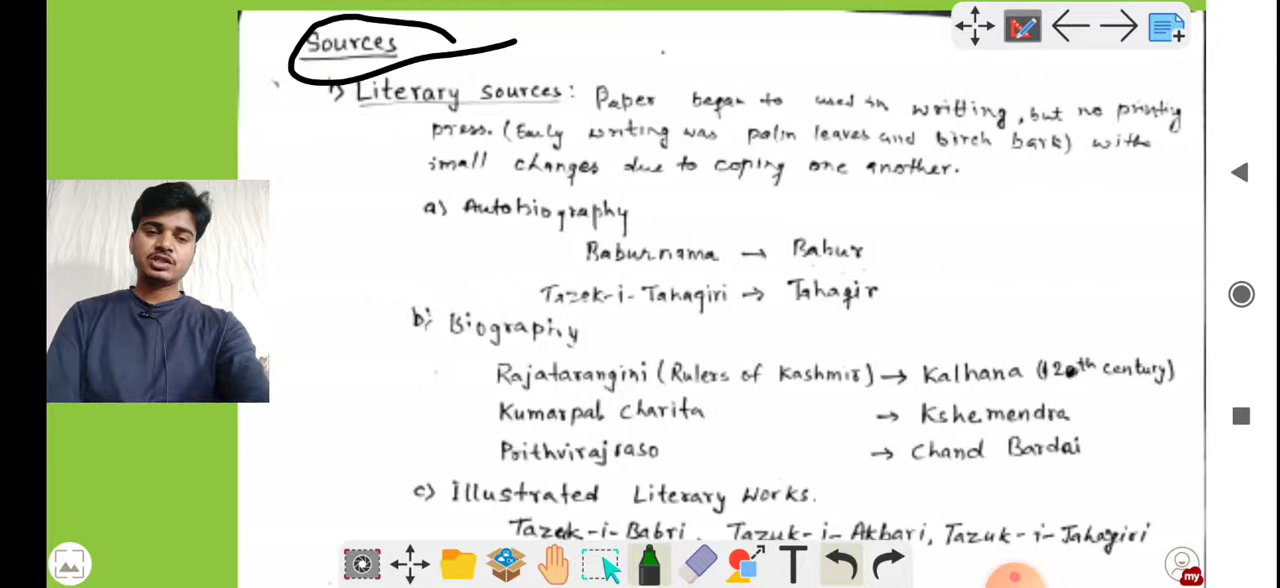 Sources
1) Literary sources: Paper began to used in writting, but no printing
press. (Early writing was palm leaves and birch bark) with
small changes due to coping one another.
a) Autobiography
Baburnama → Babur
Tazek-i-Jahagiri → Jahagir
b) Biography
Rajatarangini (Rulers of Kashmir) → Kalhana (12th century)
Kumarpal Charita → Kshemendra
Prithvirajraso → Chand Bardai
c) Illustrated Literary Works.
Tazek-i-Babri, Tazuk-i-Akbari, Tazuk-i-Jahagiri
T
my